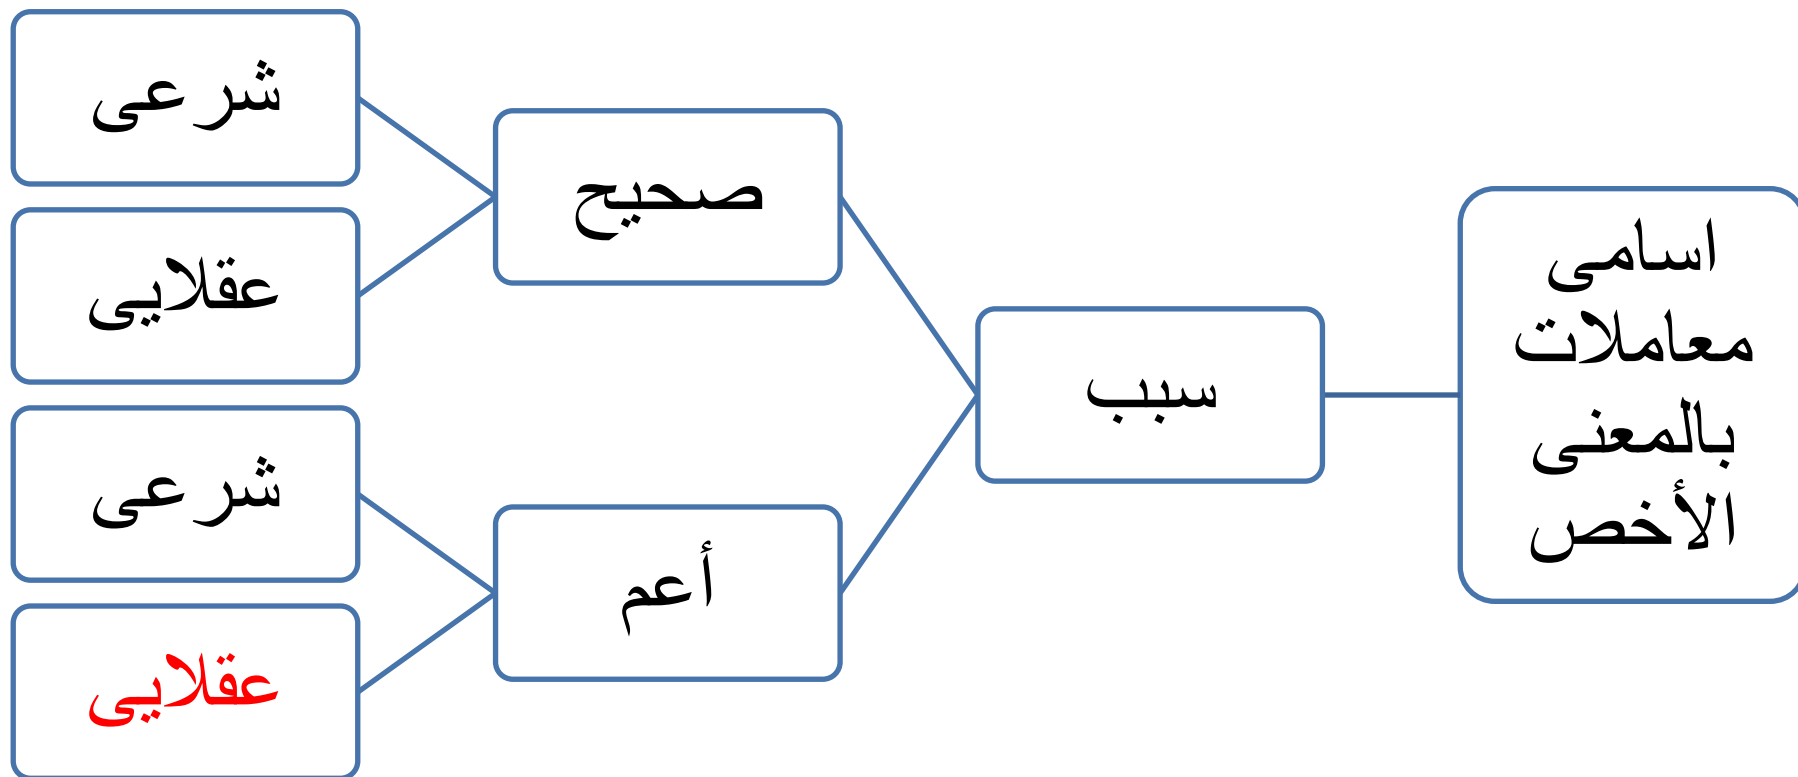 اسامی
معاملات
بالمعنی
الأخص
سبب
صحیح
شرعی
عقلایی
أعم
شرعی
عقلایی